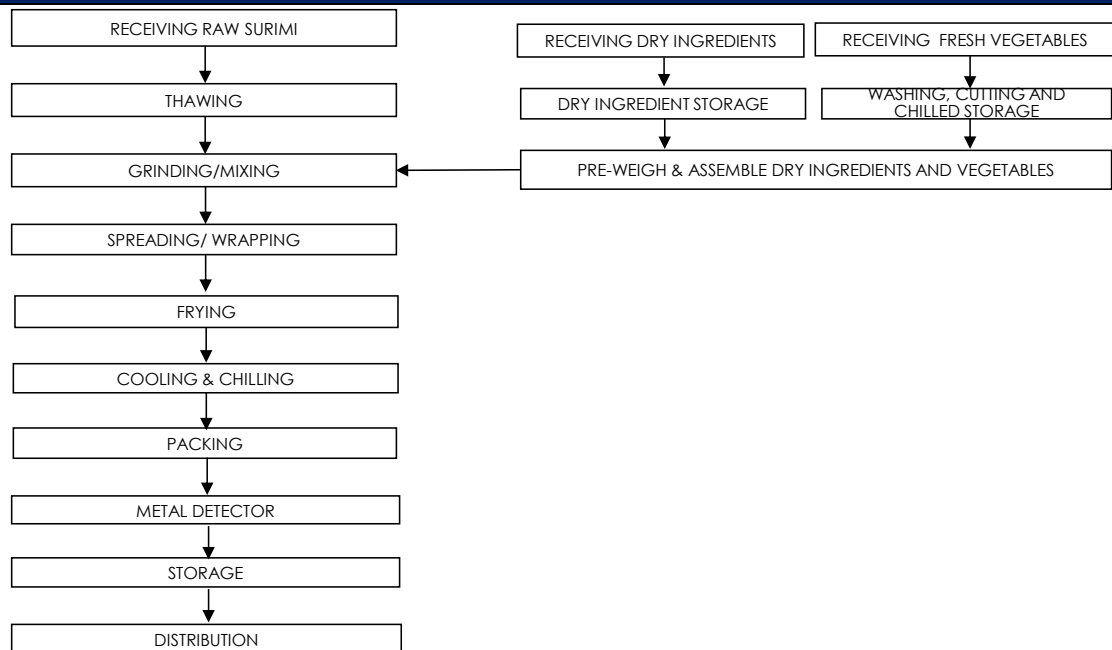 RECEIVING RAW SURIMI
RECEIVING DRY INGREDIENTS
RECEIVING FRESH VEGETABLES
THAWING
DRY INGREDIENT STORAGE
WASHING, CUTTING AND
CHILLED STORAGE
GRINDING/MIXING
PRE-WEIGH & ASSEMBLE DRY INGREDIENTS AND VEGETABLES
SPREADING/ WRAPPING
FRYING
COOLING & CHILLING
PACKING
METAL DETECTOR
STORAGE
DISTRIBUTION